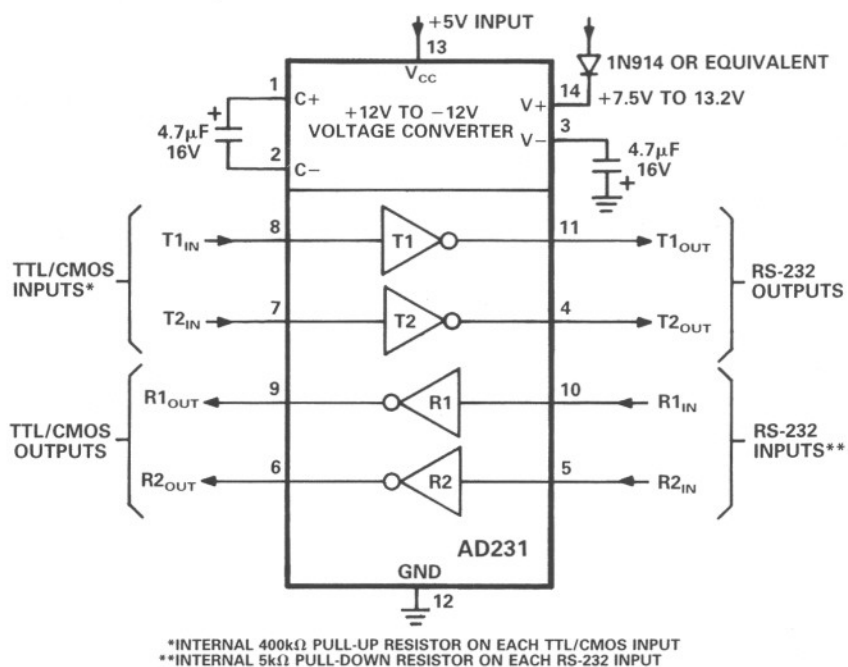 +5V INPUT
13
V_CC
1N914 OR EQUIVALENT
1
C+
14
V+
+7.5V TO 13.2V
+12V TO −12V
VOLTAGE CONVERTER
+
4.7μF
16V
2
C−
3
V−
4.7μF
16V
+
TTL/CMOS
INPUTS*
T1IN
8
T1
11
T1OUT
RS-232
OUTPUTS
T2IN
7
T2
4
T2OUT
TTL/CMOS
OUTPUTS
R1OUT
9
R1
10
R1IN
RS-232
INPUTS**
R2OUT
6
R2
5
R2IN
AD231
GND
12
*INTERNAL 400kΩ PULL-UP RESISTOR ON EACH TTL/CMOS INPUT
**INTERNAL 5kΩ PULL-DOWN RESISTOR ON EACH RS-232 INPUT